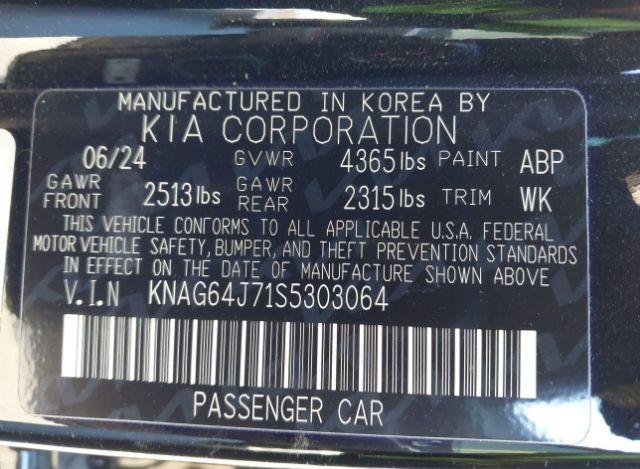 MANUFACTURED IN KOREA BY
KIA CORPORATION
06/24 GVWR 4365 lbs PAINT ABP
GAWR FRONT 2513 lbs GAWR REAR 2315 lbs TRIM WK
THIS VEHICLE CONFORMS TO ALL APPLICABLE U.S.A. FEDERAL
MOTOR VEHICLE SAFETY, BUMPER, AND THEFT PREVENTION STANDARDS
IN EFFECT ON THE DATE OF MANUFACTURE SHOWN ABOVE
V.I.N KNAG64J71S5303064
PASSENGER CAR